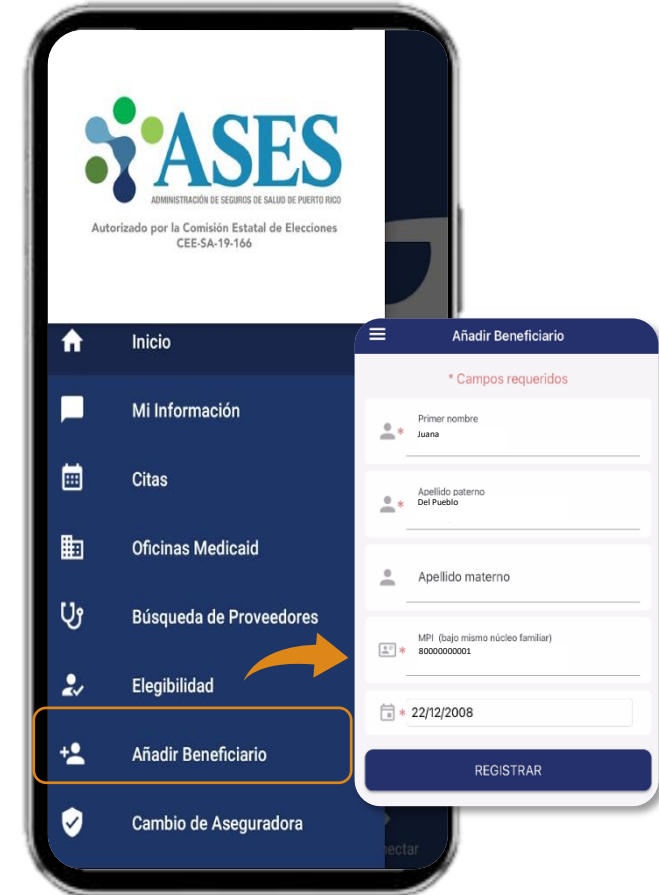 ASES
ADMINISTRACIÓN DE SEGUROS DE SALUD DE PUERTO RICO
Autorizado por la Comisión Estatal de Elecciones
CEE-SA-19-166
Inicio
Mi Información
Citas
Oficinas Medicaid
Búsqueda de Proveedores
Elegibilidad
Añadir Beneficiario
Cambio de Aseguradora
Añadir Beneficiario
* Campos requeridos
Primer nombre
* Juana
Apellido paterno
* Del Pueblo
Apellido materno
MPI (bajo mismo núcleo familiar)
* 80000000001
* 22/12/2008
REGISTRAR